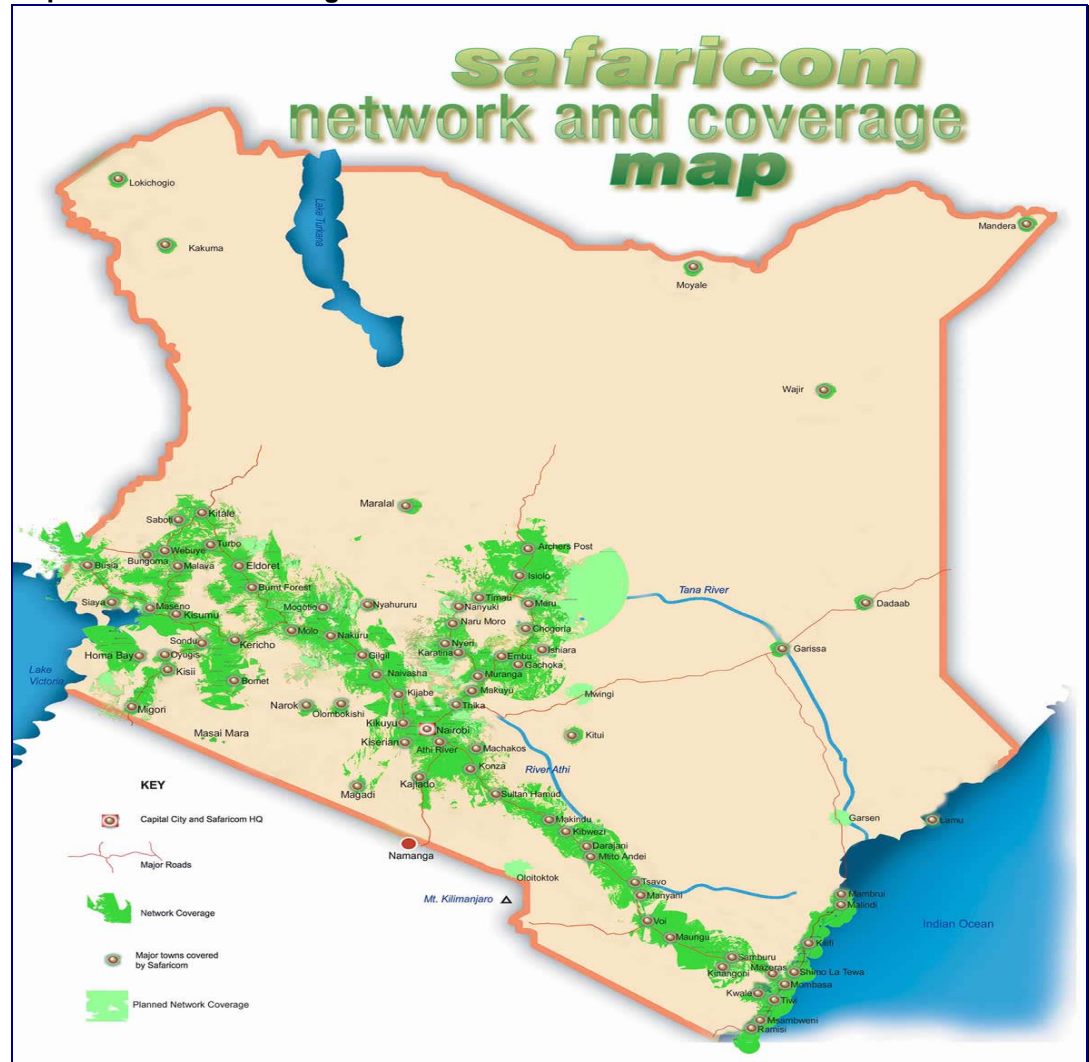 safaricom
network and coverage
map
Lokichogio
Kakuma
Lake Turkana
Mandera
Moyale
Wajir
Maralal
Kitale
Saboti
Archers Post
Turbo
Webuye
Bungoma
Malava
Eldoret
Busia
Isiolo
Burnt Forest
Tana River
Timau
Siaya
Maseno
Mogotio
Nyahururu
Nanyuki
Meru
Dadaab
Kisumu
Naru Moro
Molo
Nakuru
Chogoria
Sondu
Kericho
Nyeri
Karatina
Ishiara
Garissa
Homa Bay
Oyugis
Gilgil
Embu
Gachoka
Kisii
Lake
Victoria
Bomet
Naivasha
Muranga
Kijabe
Makuyu
Mwingi
Narok
Olombokishi
Thika
Migori
Kikuyu
Nairobi
Masai Mara
Kiserian
Athi River
Machakos
Kitui
River Athi
Konza
KEY
Kajiado
Magadi
Sultan Hamud
Capital City and Safaricom HQ
Makindu
Garsen
Lamu
Kibwezi
Darajani
Namanga
Mtito Andei
Major Roads
Oloitoktok
Tsavo
Mt. Kilimanjaro
Manyani
Mambrui
Malindi
Network Coverage
Voi
Indian Ocean
Maungu
Kilifi
Major towns covered
by Safaricom
Samburu
Kinangoni
Mazeras
Shimo La Tewa
Mombasa
Kwale
Tiwi
Planned Network Coverage
Msambweni
Ramisi